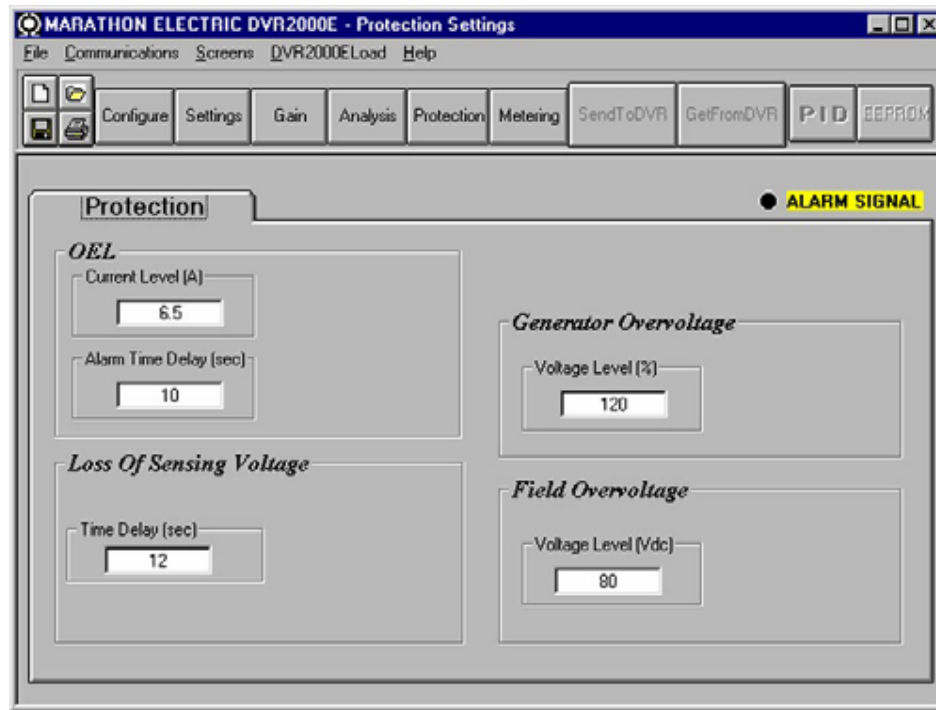 MARATHON ELECTRIC DVR2000E - Protection Settings
File Communications Screens DVR2000ELoad Help
Configure Settings Gain Analysis Protection Metering SendToDVR GetFromDVR PID EEPROM
Protection
ALARM SIGNAL
OEL
Current Level (A)
6.5
Alarm Time Delay (sec)
10
Loss Of Sensing Voltage
Time Delay (sec)
12
Generator Overvoltage
Voltage Level (%)
120
Field Overvoltage
Voltage Level (Vdc)
80